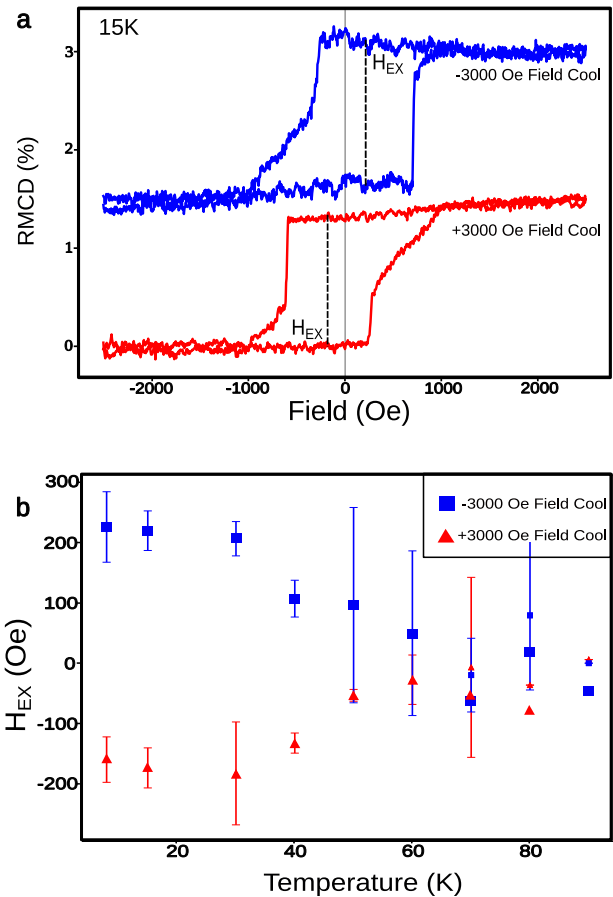 a
15K
3
2
1
0
RMCD (%)
H_EX
-3000 Oe Field Cool
+3000 Oe Field Cool
H_EX
-2000 -1000 0 1000 2000
Field (Oe)
b
300
200
100
0
-100
-200
H_EX (Oe)
-3000 Oe Field Cool
+3000 Oe Field Cool
20 40 60 80
Temperature (K)